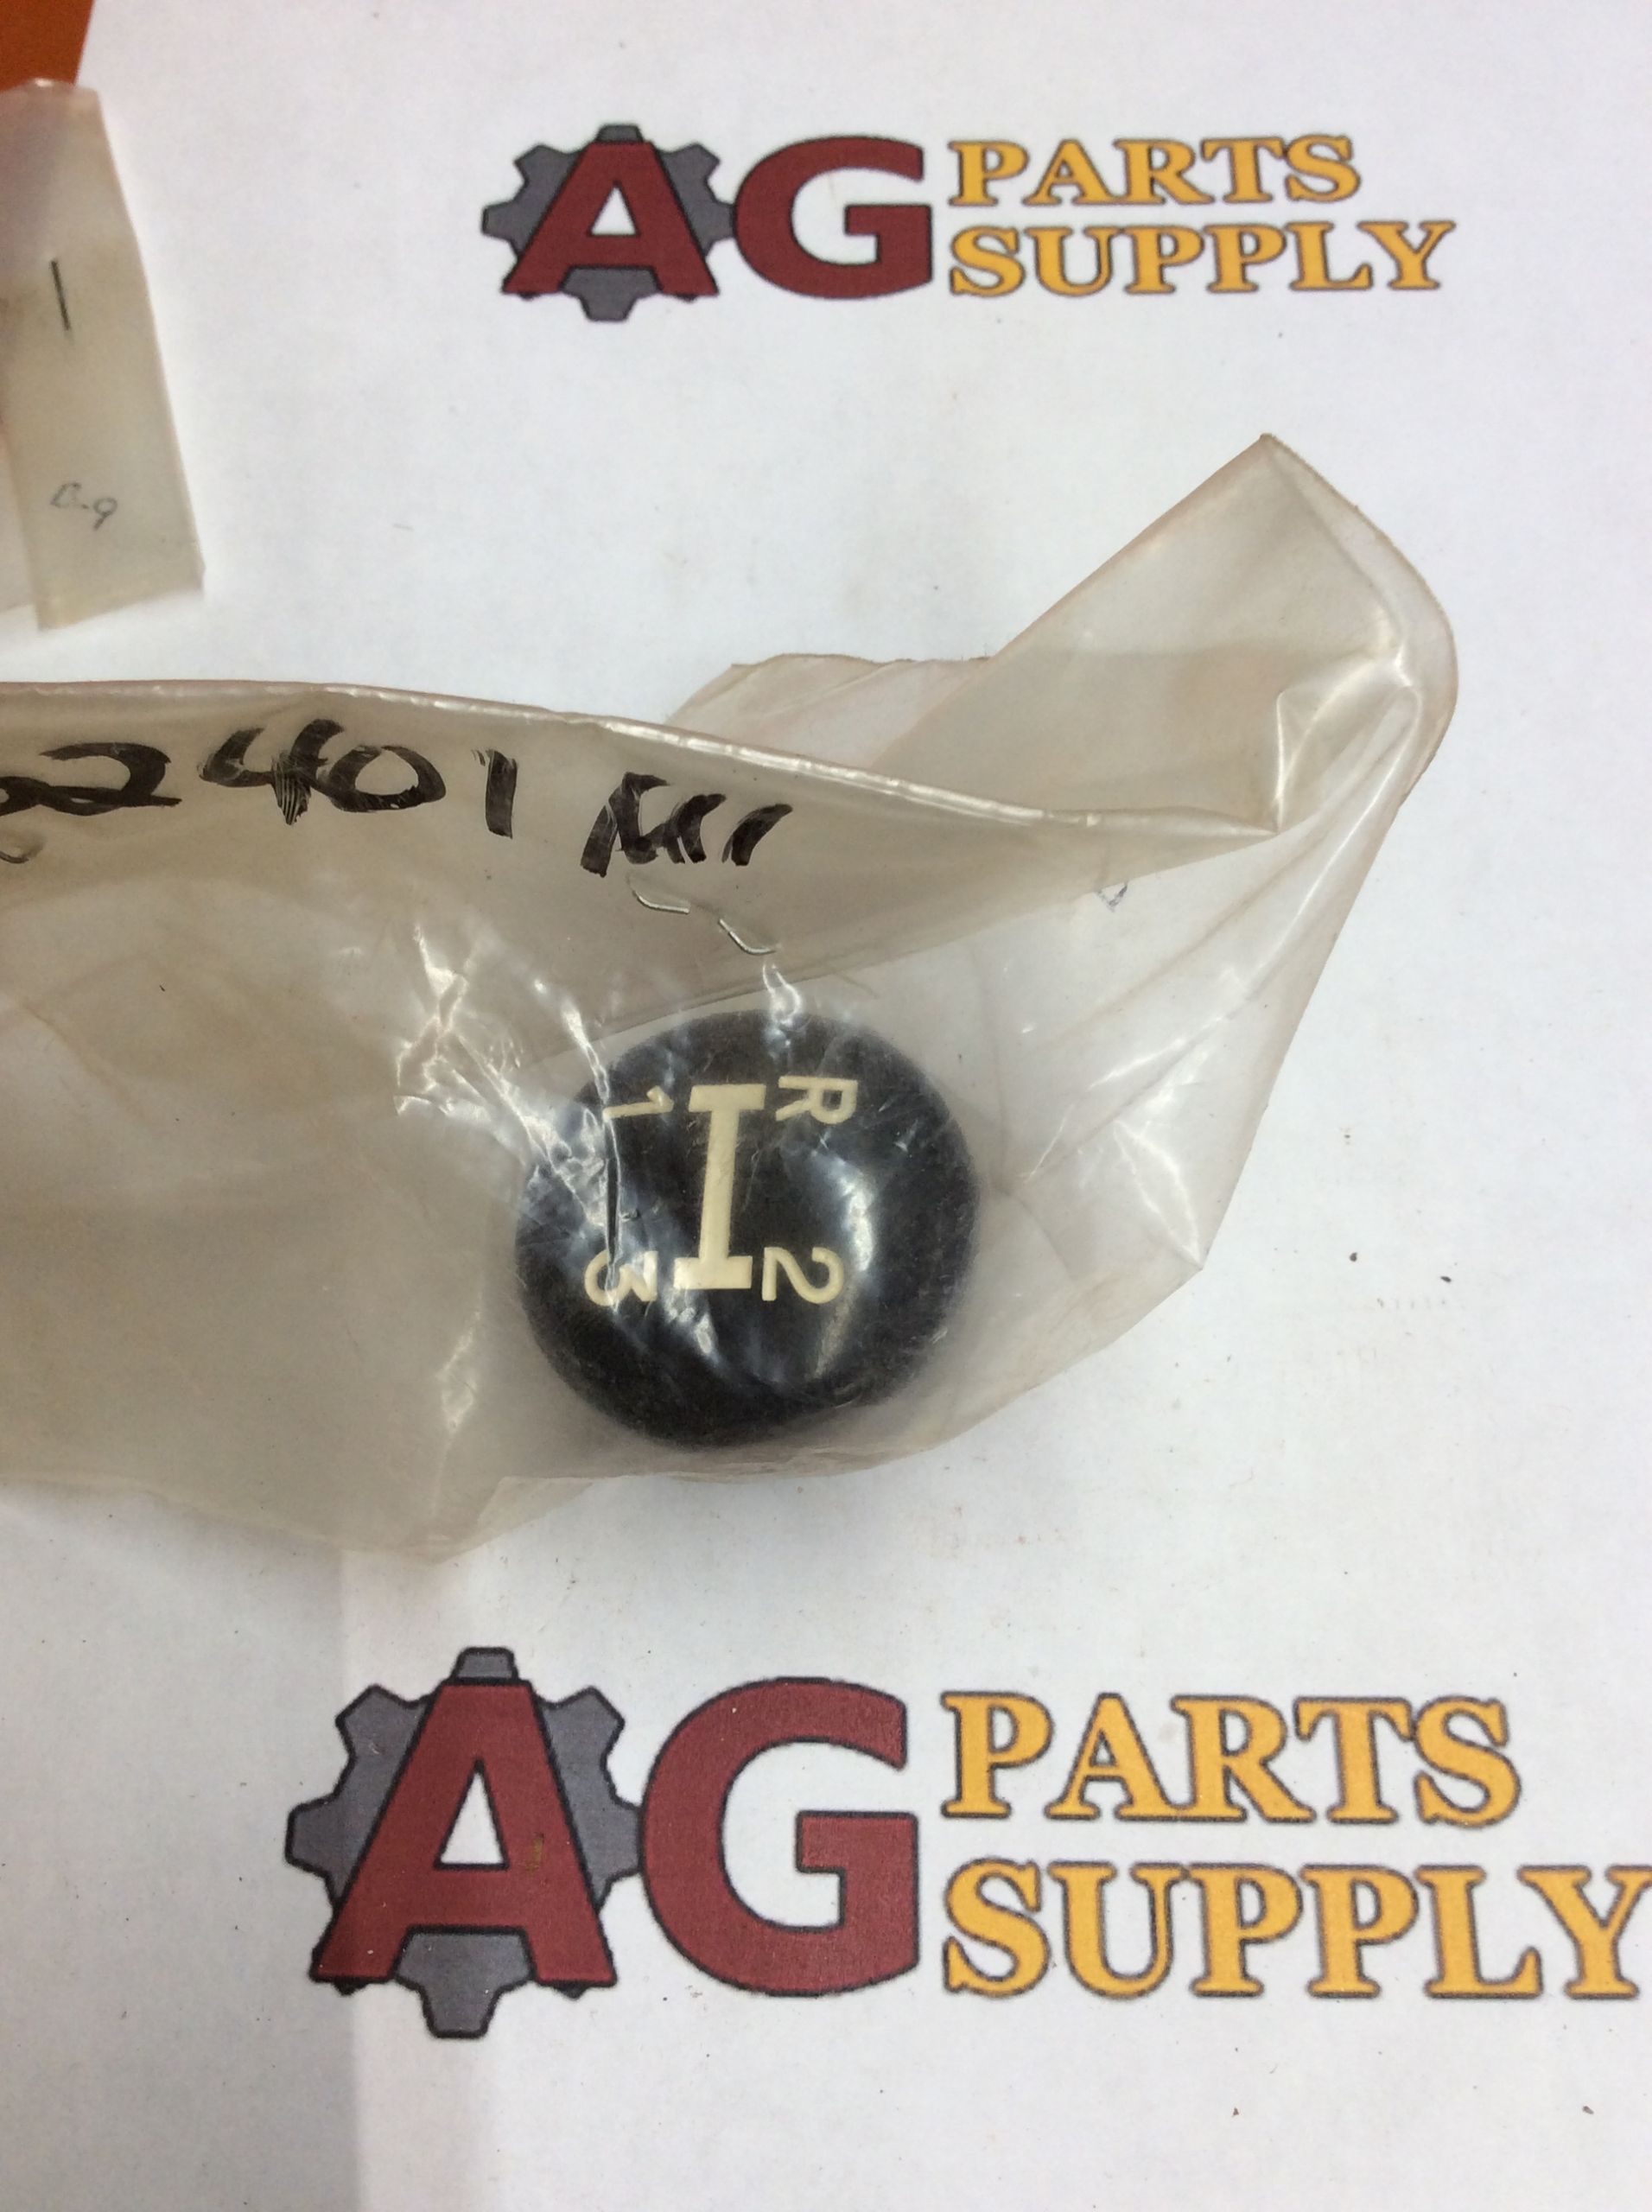 AG PARTS
SUPPLY
B-9
2401 M1
R 2
1 3
AG PARTS
SUPPLY